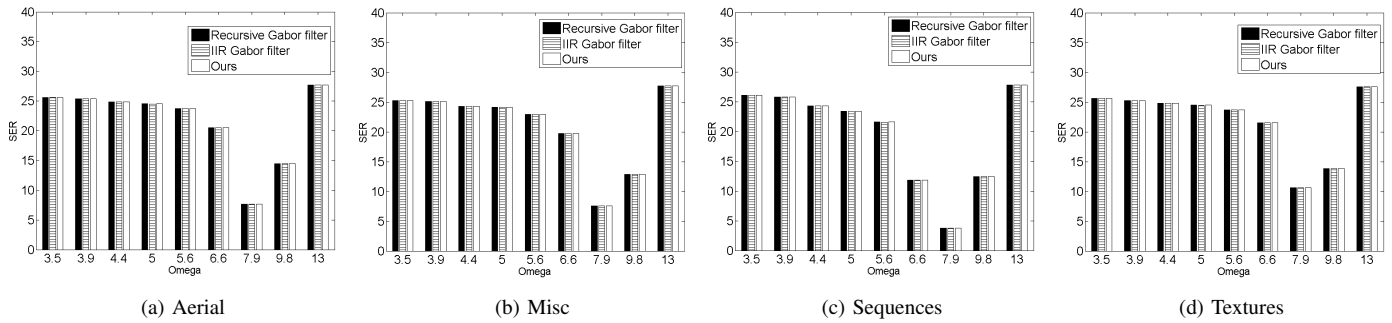 40
35
30
25
20
15
10
5
0
SER
Recursive Gabor filter
IIR Gabor filter
Ours
3.5 3.9 4.4 5 5.6 6.6 7.9 9.8 13
Omega
(a) Aerial
40
35
30
25
20
15
10
5
0
SER
Recursive Gabor filter
IIR Gabor filter
Ours
3.5 3.9 4.4 5 5.6 6.6 7.9 9.8 13
Omega
(b) Misc
40
35
30
25
20
15
10
5
0
SER
Recursive Gabor filter
IIR Gabor filter
Ours
3.5 3.9 4.4 5 5.6 6.6 7.9 9.8 13
Omega
(c) Sequences
40
35
30
25
20
15
10
5
0
SER
Recursive Gabor filter
IIR Gabor filter
Ours
3.5 3.9 4.4 5 5.6 6.6 7.9 9.8 13
Omega
(d) Textures